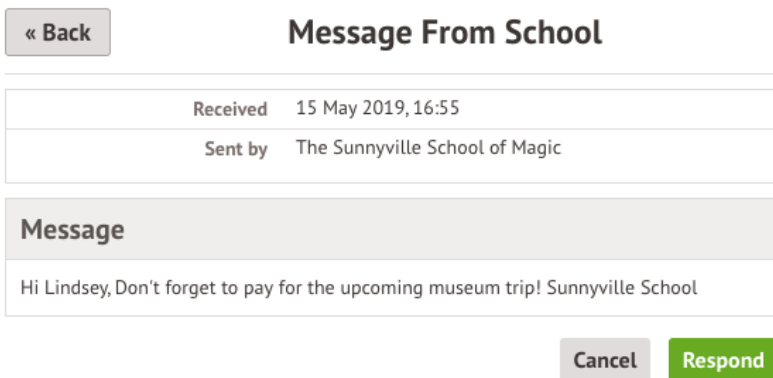 « Back
Message From School
Received 15 May 2019, 16:55
Sent by The Sunnyville School of Magic
Message
Hi Lindsey, Don't forget to pay for the upcoming museum trip! Sunnyville School
Cancel Respond